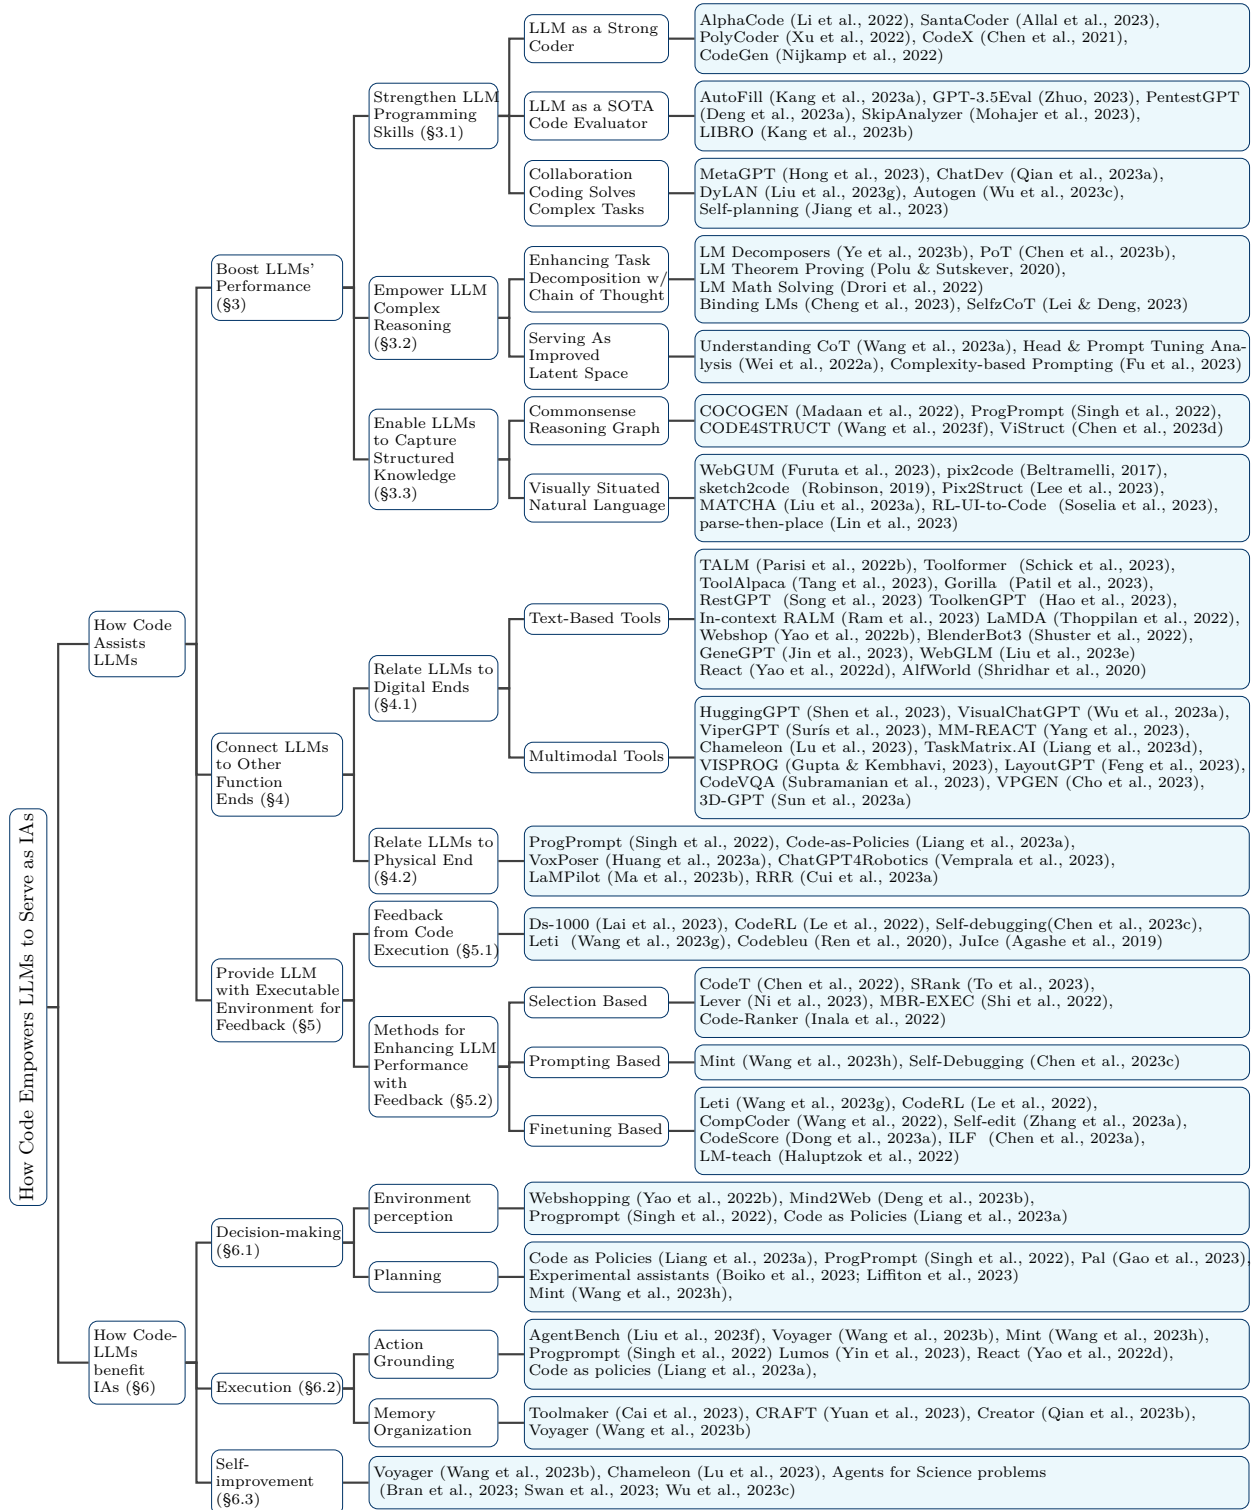 How Code Empowers LLMs to Serve as IAs
How Code
Assists
LLMs
Boost LLMs'
Performance
(§3)
Strengthen LLM
Programming
Skills (§3.1)
LLM as a Strong
Coder
AlphaCode (Li et al., 2022), SantaCoder (Allal et al., 2023),
PolyCoder (Xu et al., 2022), CodeX (Chen et al., 2021),
CodeGen (Nijkamp et al., 2022)
LLM as a SOTA
Code Evaluator
AutoFill (Kang et al., 2023a), GPT-3.5Eval (Zhuo, 2023), PentestGPT
(Deng et al., 2023a), SkipAnalyzer (Mohajer et al., 2023),
LIBRO (Kang et al., 2023b)
Collaboration
Coding Solves
Complex Tasks
MetaGPT (Hong et al., 2023), ChatDev (Qian et al., 2023a),
DyLAN (Liu et al., 2023g), Autogen (Wu et al., 2023c),
Self-planning (Jiang et al., 2023)
Empower LLM
Complex
Reasoning
(§3.2)
Enhancing Task
Decomposition w/
Chain of Thought
LM Decomposers (Ye et al., 2023b), PoT (Chen et al., 2023b),
LM Theorem Proving (Polu & Sutskever, 2020),
LM Math Solving (Drori et al., 2022)
Binding LMs (Cheng et al., 2023), SelfzCoT (Lei & Deng, 2023)
Serving As
Improved
Latent Space
Understanding CoT (Wang et al., 2023a), Head & Prompt Tuning Ana-
lysis (Wei et al., 2022a), Complexity-based Prompting (Fu et al., 2023)
Enable LLMs
to Capture
Structured
Knowledge
(§3.3)
Commonsense
Reasoning Graph
COCOGEN (Madaan et al., 2022), ProgPrompt (Singh et al., 2022),
CODE4STRUCT (Wang et al., 2023f), ViStruct (Chen et al., 2023d)
Visually Situated
Natural Language
WebGUM (Furuta et al., 2023), pix2code (Beltramelli, 2017),
sketch2code (Robinson, 2019), Pix2Struct (Lee et al., 2023),
MATCHA (Liu et al., 2023a), RL-UI-to-Code (Soselia et al., 2023),
parse-then-place (Lin et al., 2023)
Connect LLMs
to Other
Function
Ends (§4)
Relate LLMs to
Digital Ends
(§4.1)
Text-Based Tools
TALM (Parisi et al., 2022b), Toolformer (Schick et al., 2023),
ToolAlpaca (Tang et al., 2023), Gorilla (Patil et al., 2023),
RestGPT (Song et al., 2023) ToolkenGPT (Hao et al., 2023),
In-context RALM (Ram et al., 2023) LaMDA (Thoppilan et al., 2022),
Webshop (Yao et al., 2022b), BlenderBot3 (Shuster et al., 2022),
GeneGPT (Jin et al., 2023), WebGLM (Liu et al., 2023e)
React (Yao et al., 2022d), AlfWorld (Shridhar et al., 2020)
Multimodal Tools
HuggingGPT (Shen et al., 2023), VisualChatGPT (Wu et al., 2023a),
ViperGPT (Surís et al., 2023), MM-REACT (Yang et al., 2023),
Chameleon (Lu et al., 2023), TaskMatrix.AI (Liang et al., 2023d),
VISPROG (Gupta & Kembhavi, 2023), LayoutGPT (Feng et al., 2023),
CodeVQA (Subramanian et al., 2023), VPGEN (Cho et al., 2023),
3D-GPT (Sun et al., 2023a)
Relate LLMs to
Physical End
(§4.2)
ProgPrompt (Singh et al., 2022), Code-as-Policies (Liang et al., 2023a),
VoxPoser (Huang et al., 2023a), ChatGPT4Robotics (Vemprala et al., 2023),
LaMPilot (Ma et al., 2023b), RRR (Cui et al., 2023a)
Provide LLM
with Executable
Environment for
Feedback (§5)
Feedback
from Code
Execution (§5.1)
Ds-1000 (Lai et al., 2023), CodeRL (Le et al., 2022), Self-debugging(Chen et al., 2023c),
Leti (Wang et al., 2023g), Codebleu (Ren et al., 2020), JuIce (Agashe et al., 2019)
Methods for
Enhancing LLM
Performance
with
Feedback (§5.2)
Selection Based
CodeT (Chen et al., 2022), SRank (To et al., 2023),
Lever (Ni et al., 2023), MBR-EXEC (Shi et al., 2022),
Code-Ranker (Inala et al., 2022)
Prompting Based
Mint (Wang et al., 2023h), Self-Debugging (Chen et al., 2023c)
Finetuning Based
Leti (Wang et al., 2023g), CodeRL (Le et al., 2022),
CompCoder (Wang et al., 2022), Self-edit (Zhang et al., 2023a),
CodeScore (Dong et al., 2023a), ILF (Chen et al., 2023a),
LM-teach (Haluptzok et al., 2022)
How Code-
LLMs
benefit
IAs (§6)
Decision-making
(§6.1)
Environment
perception
Webshopping (Yao et al., 2022b), Mind2Web (Deng et al., 2023b),
Progprompt (Singh et al., 2022), Code as Policies (Liang et al., 2023a)
Planning
Code as Policies (Liang et al., 2023a), ProgPrompt (Singh et al., 2022), Pal (Gao et al., 2023),
Experimental assistants (Boiko et al., 2023; Liffiton et al., 2023)
Mint (Wang et al., 2023h),
Execution (§6.2)
Action
Grounding
AgentBench (Liu et al., 2023f), Voyager (Wang et al., 2023b), Mint (Wang et al., 2023h),
Progprompt (Singh et al., 2022) Lumos (Yin et al., 2023), React (Yao et al., 2022d),
Code as policies (Liang et al., 2023a),
Memory
Organization
Toolmaker (Cai et al., 2023), CRAFT (Yuan et al., 2023), Creator (Qian et al., 2023b),
Voyager (Wang et al., 2023b)
Self-
improvement
(§6.3)
Voyager (Wang et al., 2023b), Chameleon (Lu et al., 2023), Agents for Science problems
(Bran et al., 2023; Swan et al., 2023; Wu et al., 2023c)